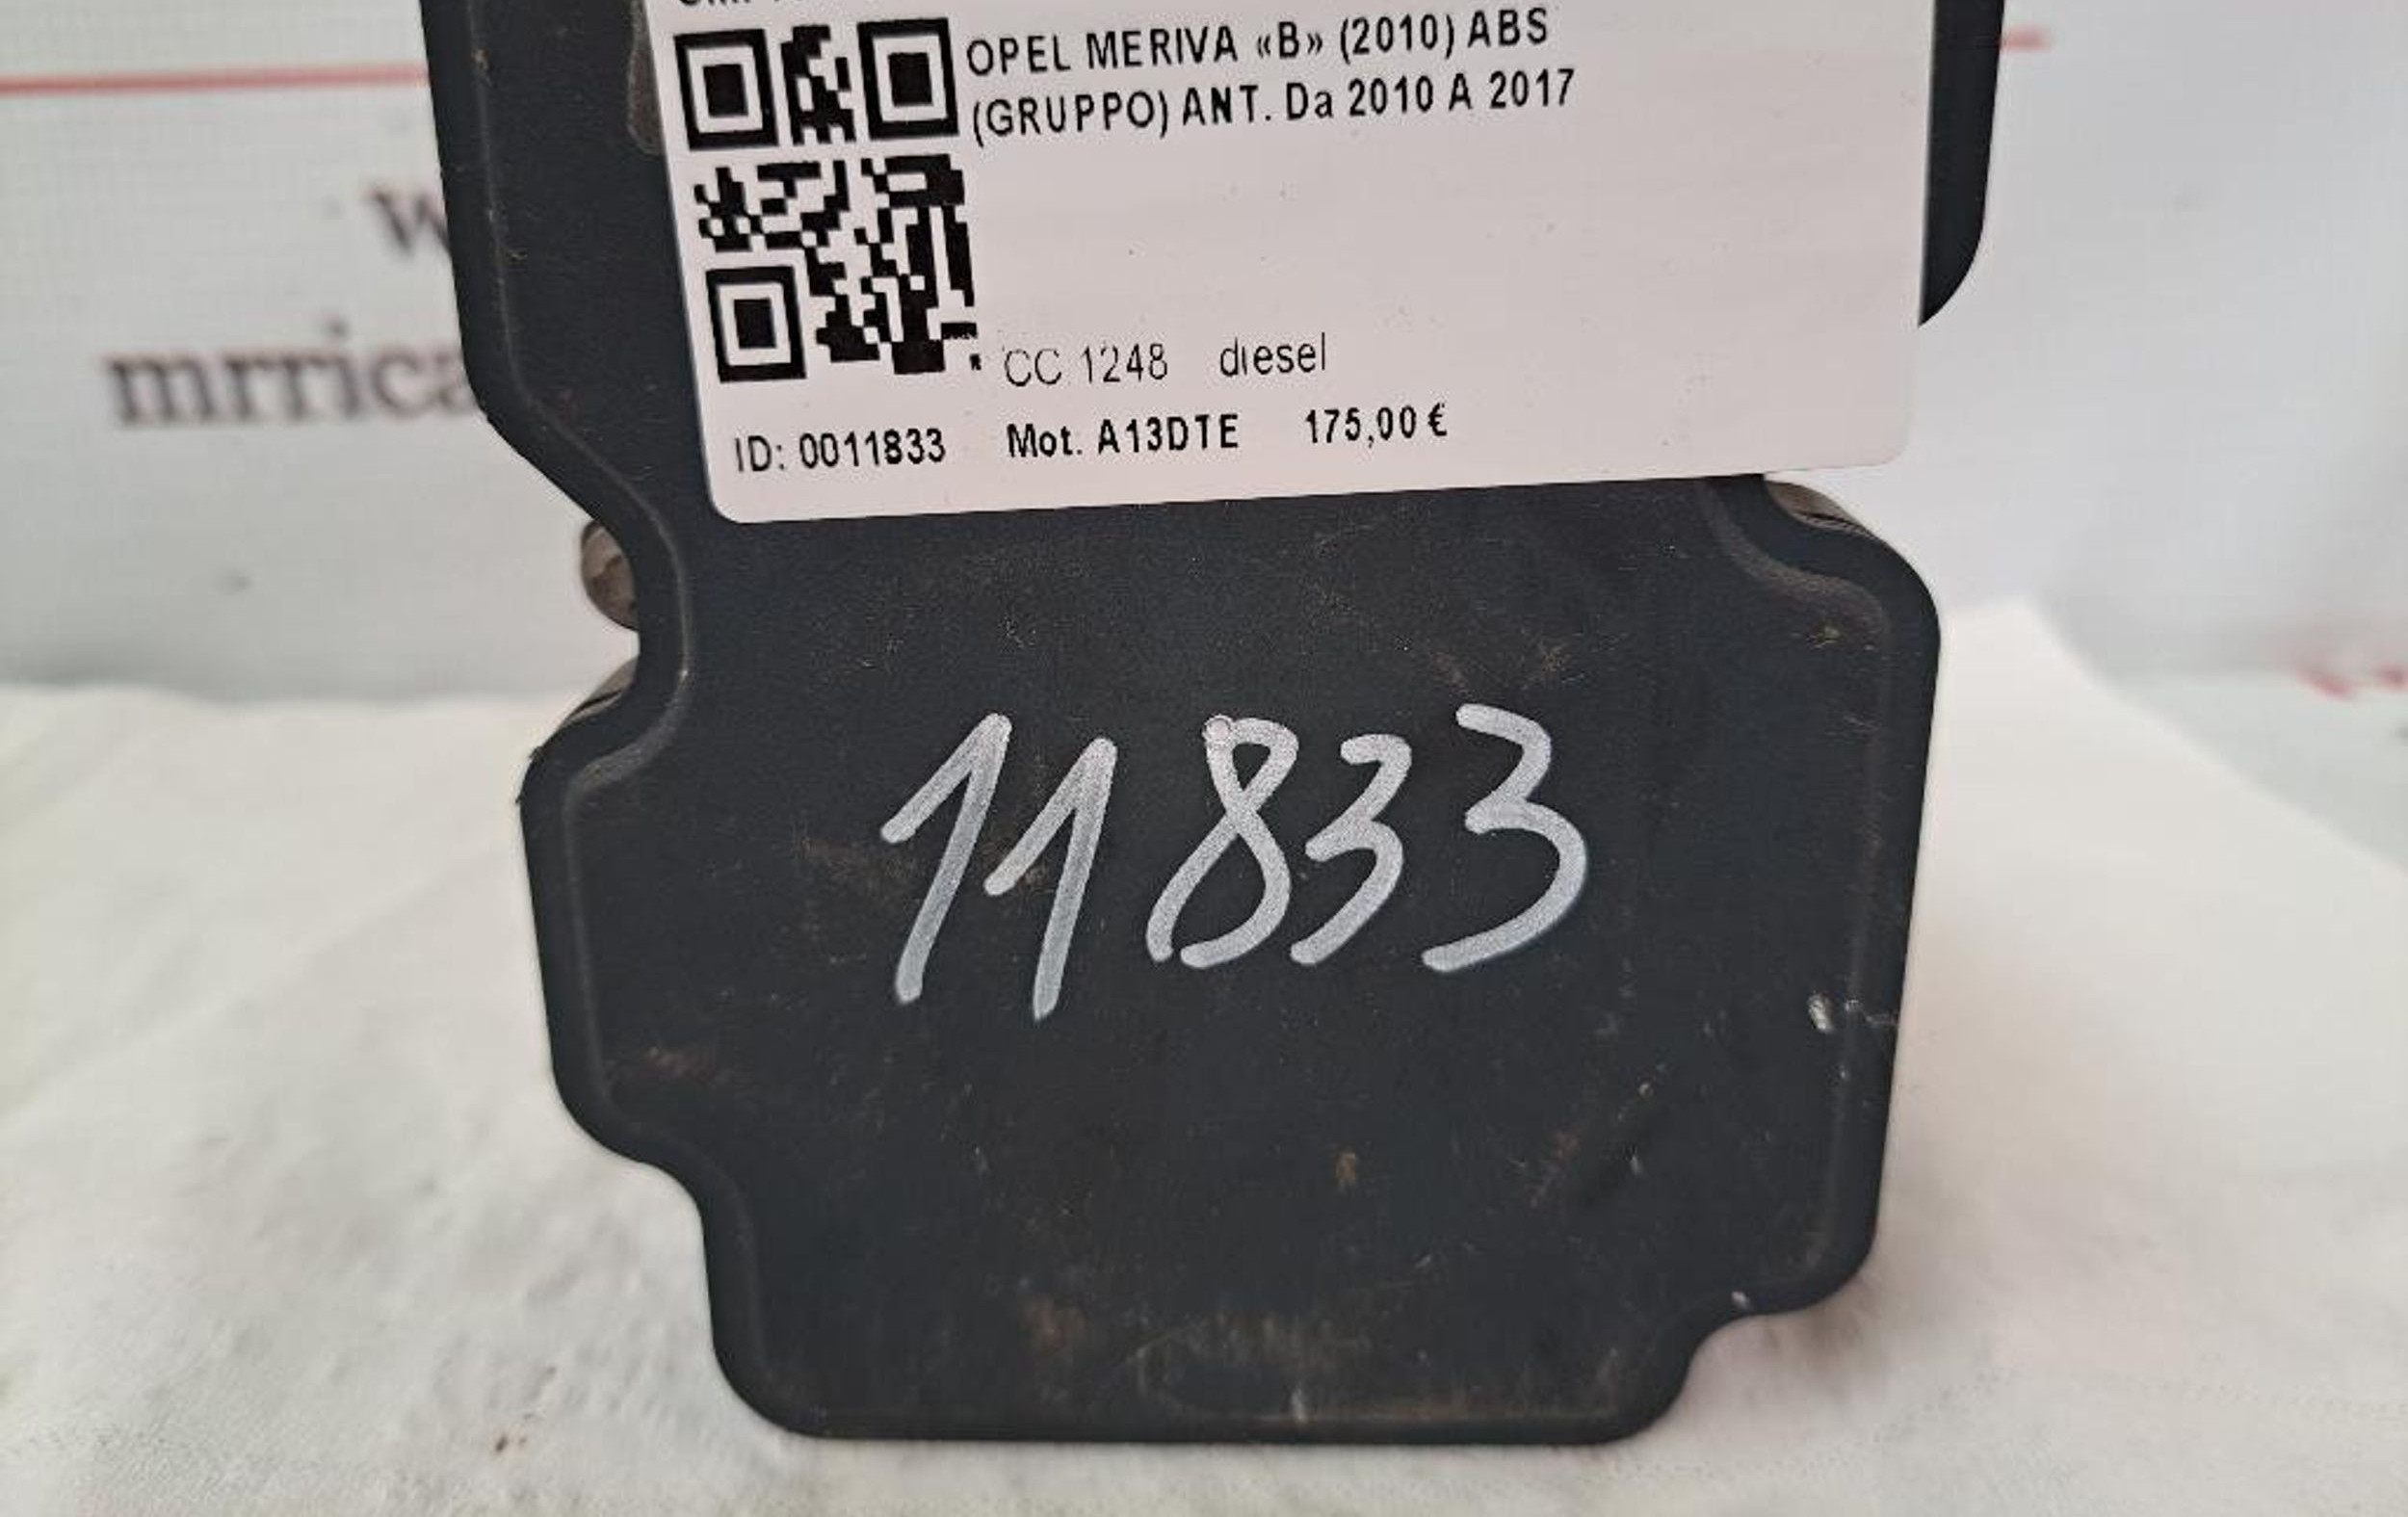 OPEL MERIVA «B» (2010) ABS
(GRUPPO) ANT. Da 2010 A 2017
CC 1248 diesel
ID: 0011833 Mot. A13DTE 175,00 €
11833